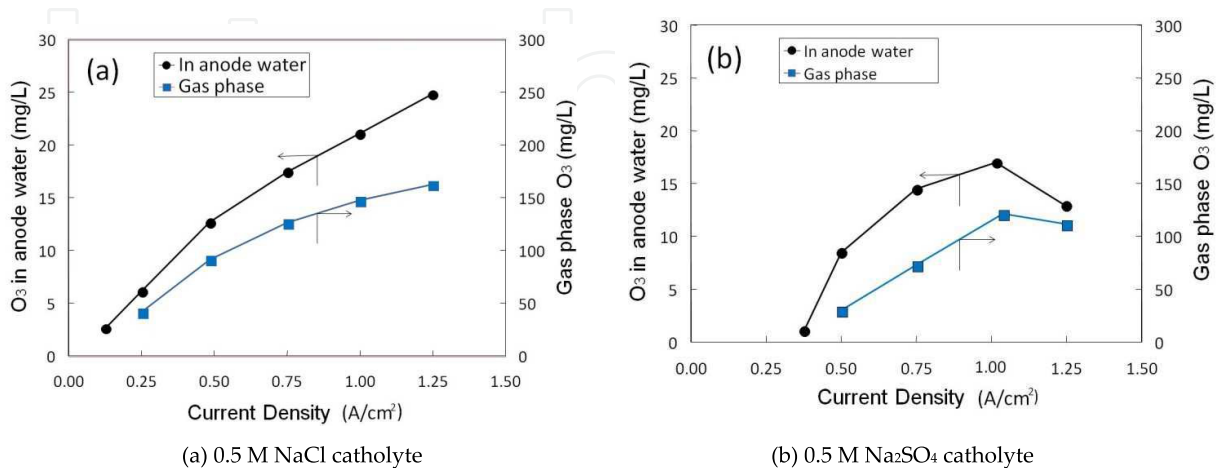 (a)
In anode water
Gas phase
O₃ in anode water (mg/L)
30
25
20
15
10
5
0
Gas phase O₃ (mg/L)
300
250
200
150
100
50
0
0.00 0.25 0.50 0.75 1.00 1.25 1.50
Current Density (A/cm²)
(a) 0.5 M NaCl catholyte
(b)
In anode water
Gas phase
O₃ in anode water (mg/L)
30
25
20
15
10
5
0
Gas phase O₃ (mg/L)
300
250
200
150
100
50
0
0.00 0.25 0.50 0.75 1.00 1.25 1.50
Current Density (A/cm²)
(b) 0.5 M Na₂SO₄ catholyte